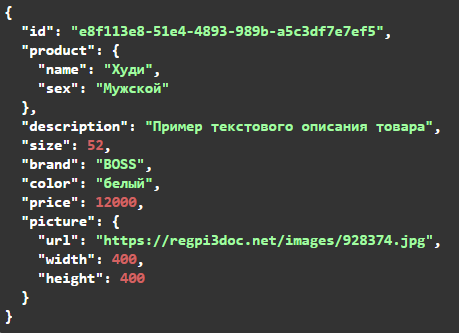 {
  "id": "e8f113e8-51e4-4893-989b-a5c3df7e7ef5",
  "product": {
    "name": "Худи",
    "sex": "Мужской"
  },
  "description": "Пример текстового описания товара",
  "size": 52,
  "brand": "BOSS",
  "color": "белый",
  "price": 12000,
  "picture": {
    "url": "https://regpi3doc.net/images/928374.jpg",
    "width": 400,
    "height": 400
  }
}